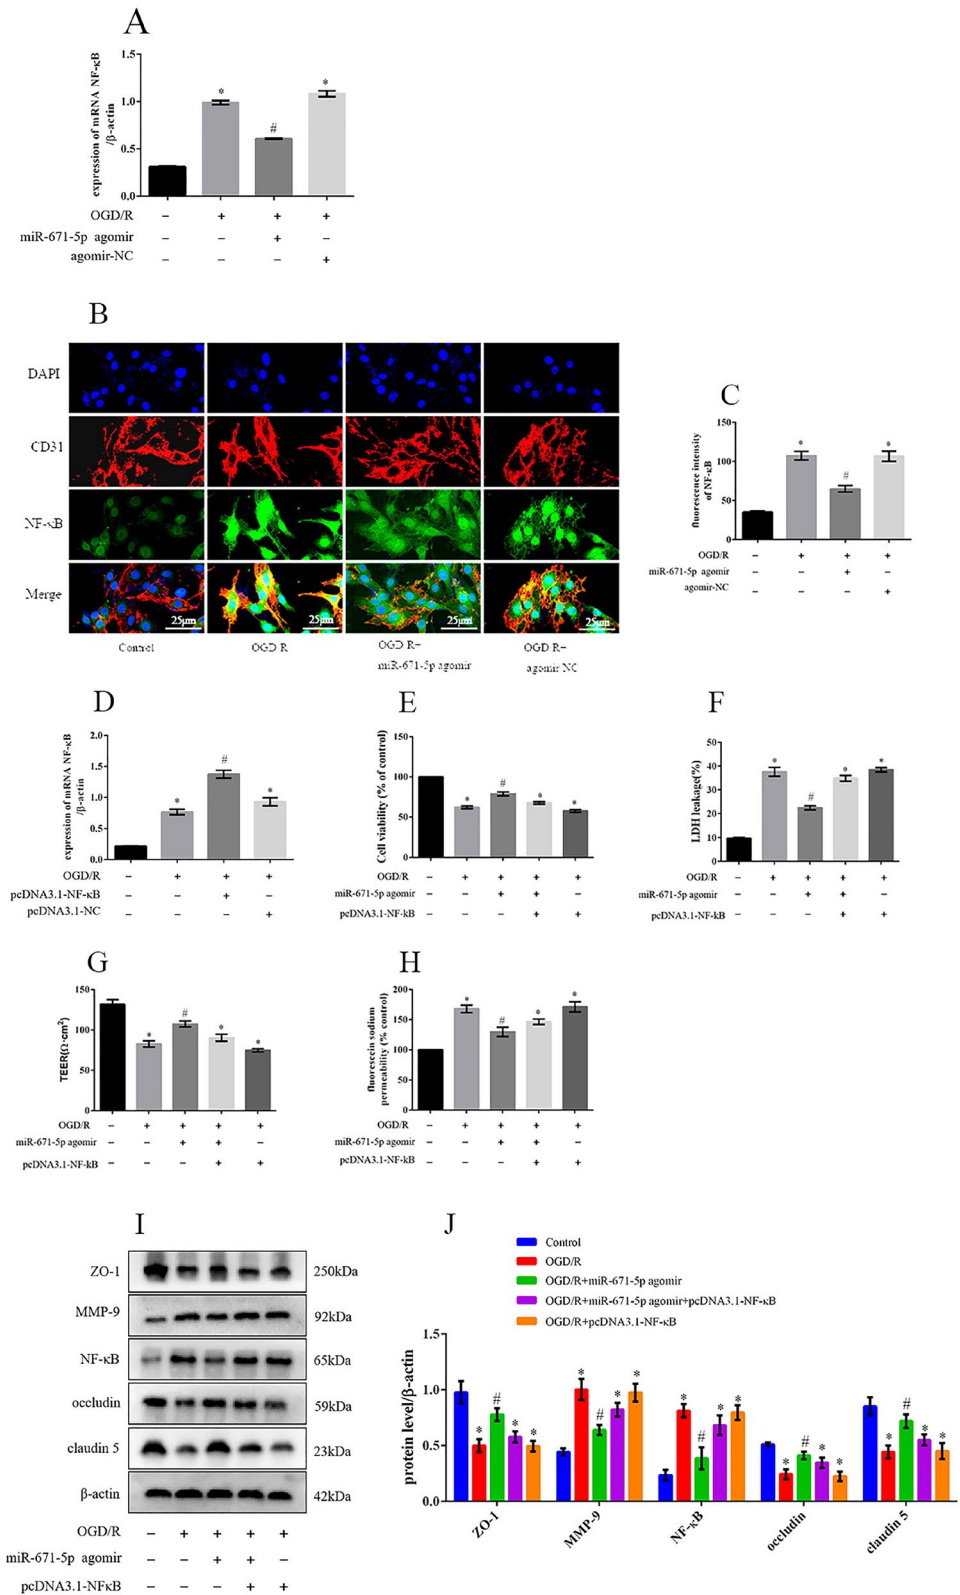 A
expression of mRNA NF-κB
/β-actin
1.5
1.0
0.5
0.0
* # *
OGD/R − + + +
miR-671-5p agomir − − + −
agomir-NC − − − +
B
DAPI
CD31
NF-κB
Merge
25μm 25μm 25μm 25μm
Control OGD R OGD R− OGD R−
miR-671-5p agomir agomir NC
C
fluorescence intensity
of NF-κB
150
100
50
0
* # *
OGD/R − + + +
miR-671-5p agomir − − + −
agomir-NC − − − +
D
expression of mRNA NF-κB
/β-actin
2.0
1.5
1.0
0.5
0.0
* # *
OGD/R − + + +
pcDNA3.1-NF-κB − − + −
pcDNA3.1-NC − − − +
E
Cell viability (% of control)
150
100
50
0
* # * *
OGD/R − + + + +
miR-671-5p agomir − − + + −
pcDNA3.1-NF-kB − − − + +
F
LDH leakage(%)
50
40
30
20
10
0
* # * *
OGD/R − + + + +
miR-671-5p agomir − − + + −
pcDNA3.1-NF-kB − − − + +
G
TEER(Ω·cm²)
150
100
50
0
* # * *
OGD/R − + + + +
miR-671-5p agomir − − + + −
pcDNA3.1-NF-kB − − − + +
H
fluorescein sodium
permeability (% control)
200
150
100
50
0
* # * *
OGD/R − + + + +
miR-671-5p agomir − − + + −
pcDNA3.1-NF-kB − − − + +
I
ZO-1 250kDa
MMP-9 92kDa
NF-κB 65kDa
occludin 59kDa
claudin 5 23kDa
β-actin 42kDa
OGD/R − + + + +
miR-671-5p agomir − − + + −
pcDNA3.1-NFκB − − − + +
J
Control
OGD/R
OGD/R+miR-671-5p agomir
OGD/R+miR-671-5p agomir+pcDNA3.1-NF-κB
OGD/R+pcDNA3.1-NF-κB
protein level/β-actin
1.5
1.0
0.5
0.0
* # * * * # * * * # * * * # * * * # * *
ZO-1 MMP-9 NF-κB occludin claudin 5